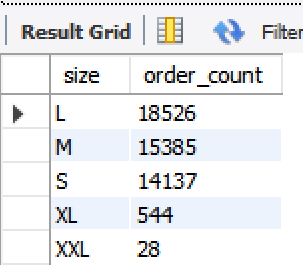 Result Grid Filter
size order_count
L 18526
M 15385
S 14137
XL 544
XXL 28